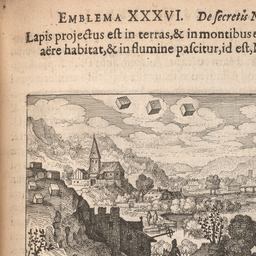 EMBLEMA XXXVI. De secretis N
Lapis projectus est in terras,& in montibus e
aëre habitat,& in flumine pascitur,id est,